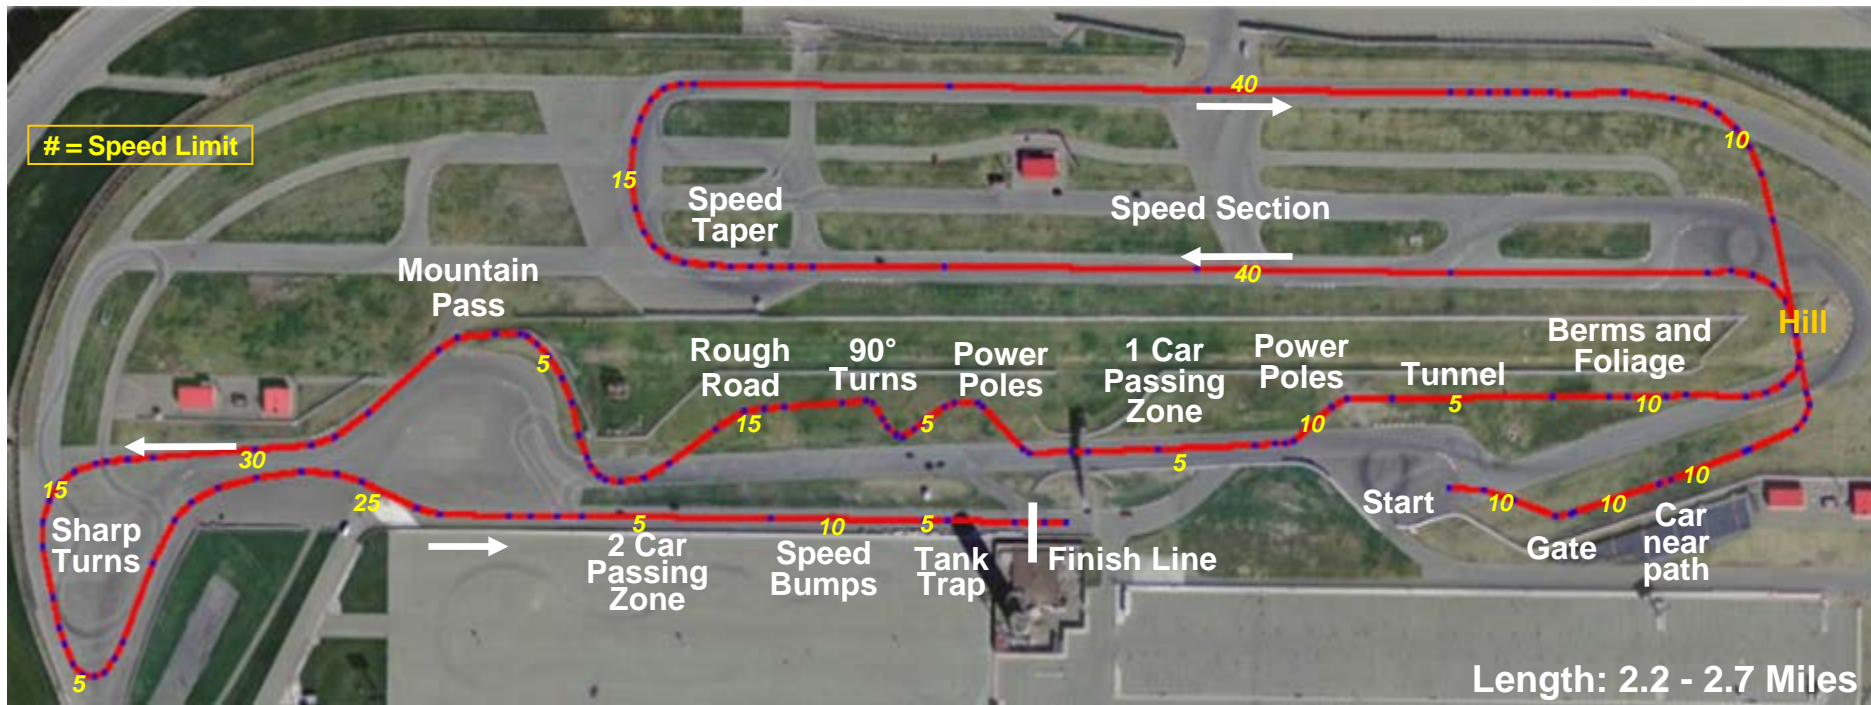 40
# = Speed Limit
10
15
Speed
Taper
Speed Section
40
Mountain
Pass
Hill
5
Rough
Road
90°
Turns
Power
Poles
1 Car
Passing
Zone
Power
Poles
Tunnel
Berms and
Foliage
15
5
5
10
5
10
30
15
25
Sharp
Turns
5
5
2 Car
Passing
Zone
10
Speed
Bumps
5
Tank
Trap
Finish Line
Start
10
10
10
Gate
Car
near
path
Length: 2.2 - 2.7 Miles